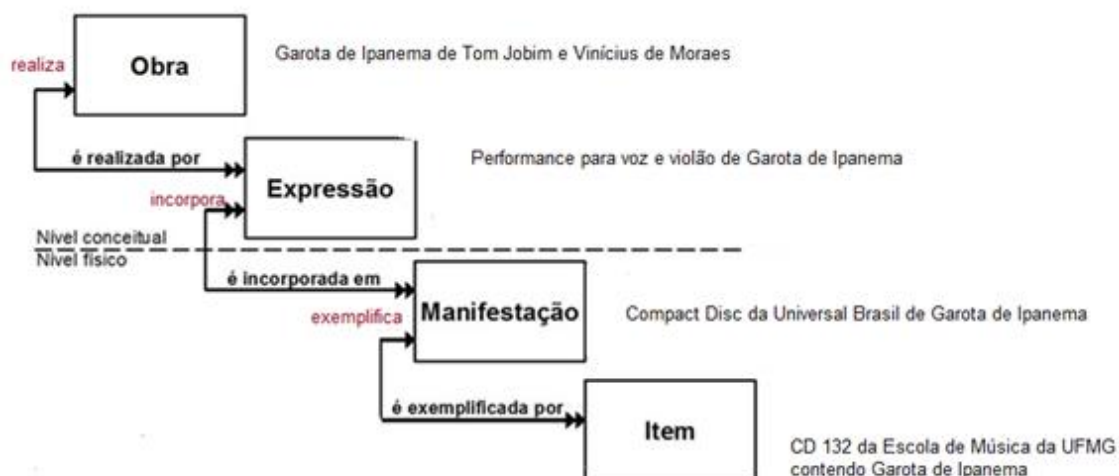 Obra
Garota de Ipanema de Tom Jobim e Vinícius de Moraes
realiza
é realizada por
Expressão
Performance para voz e violão de Garota de Ipanema
incorpora
Nível conceitual
Nível físico
é incorporada em
Manifestação
Compact Disc da Universal Brasil de Garota de Ipanema
exemplifica
é exemplificada por
Item
CD 132 da Escola de Música da UFMG
contendo Garota de Ipanema